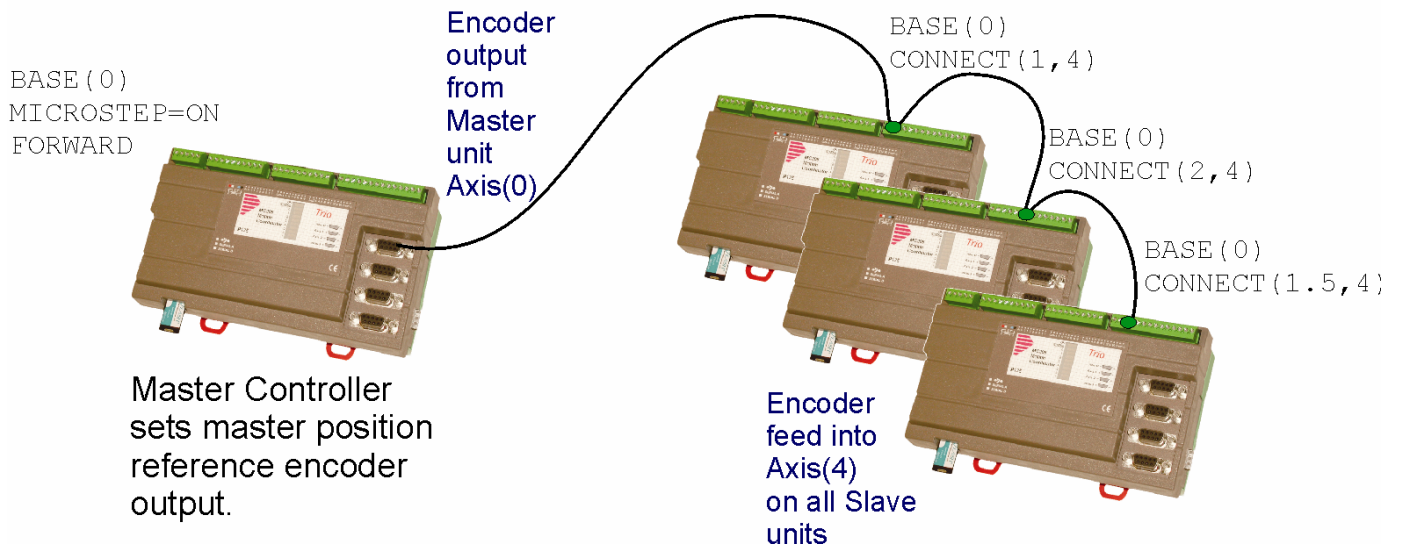 BASE(0)
MICROSTEP=ON
FORWARD
Encoder
output
from
Master
unit
Axis(0)
BASE(0)
CONNECT(1,4)
BASE(0)
CONNECT(2,4)
BASE(0)
CONNECT(1.5,4)
Trio
Trio
Trio
Trio
Master Controller
sets master position
reference encoder
output.
Encoder
feed into
Axis(4)
on all Slave
units